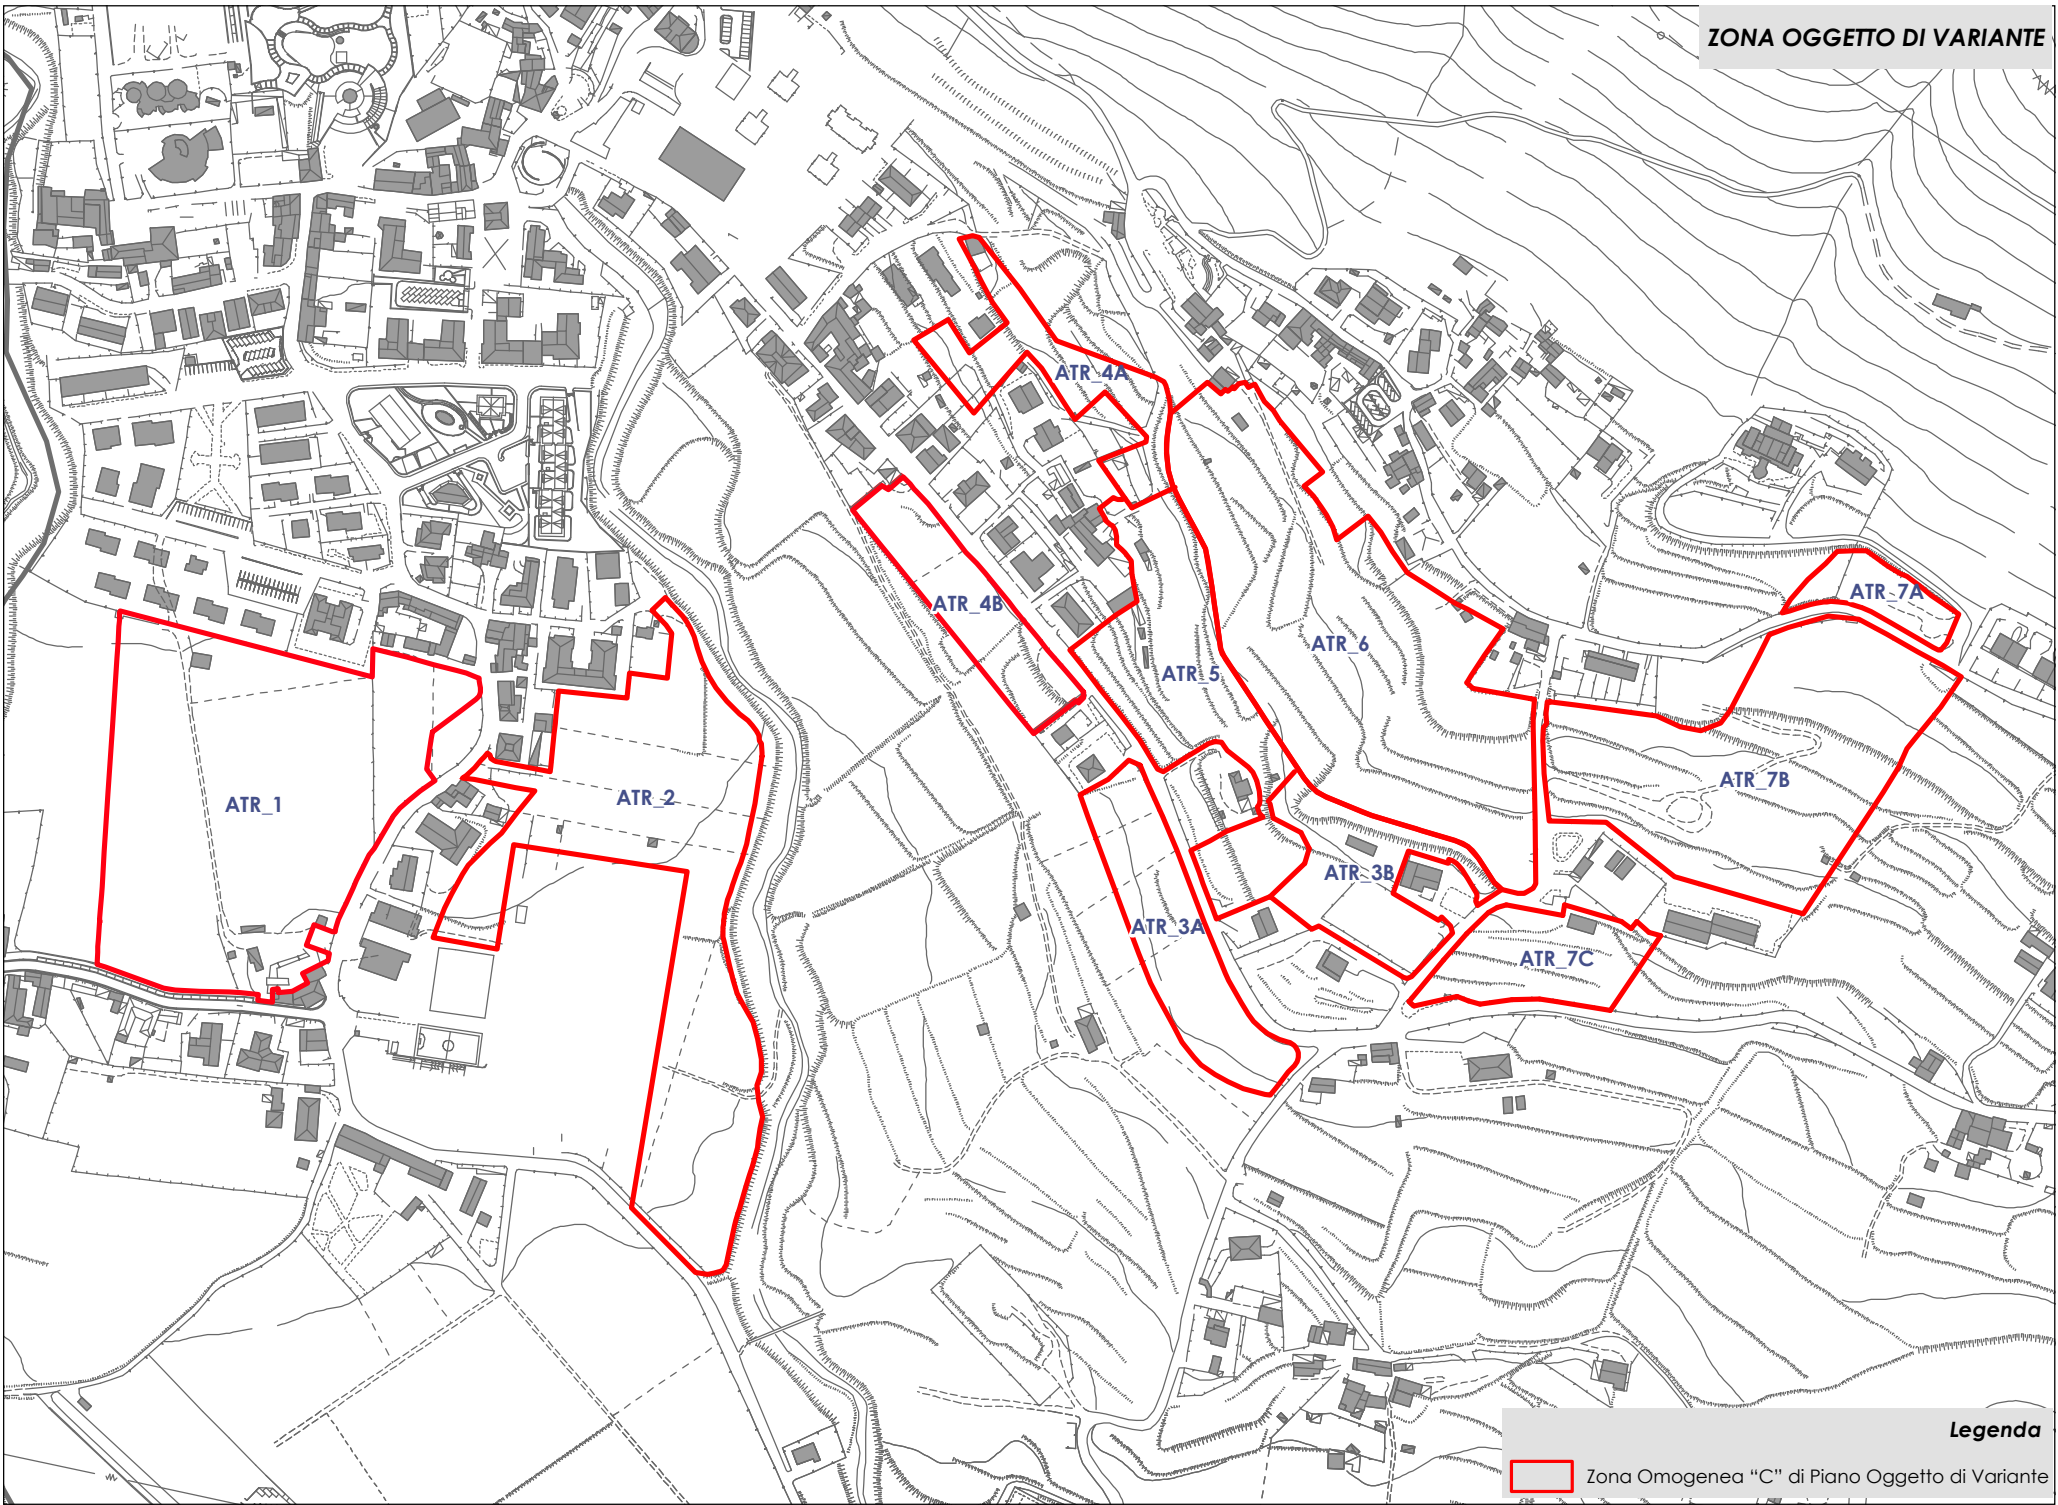 ZONA OGGETTO DI VARIANTE
ATR_4A
ATR_7A
ATR_4B
ATR_6
ATR_5
ATR_7B
ATR_2
ATR_1
ATR_3B
ATR_3A
ATR_7C
Legenda
Zona Omogenea “C” di Piano Oggetto di Variante